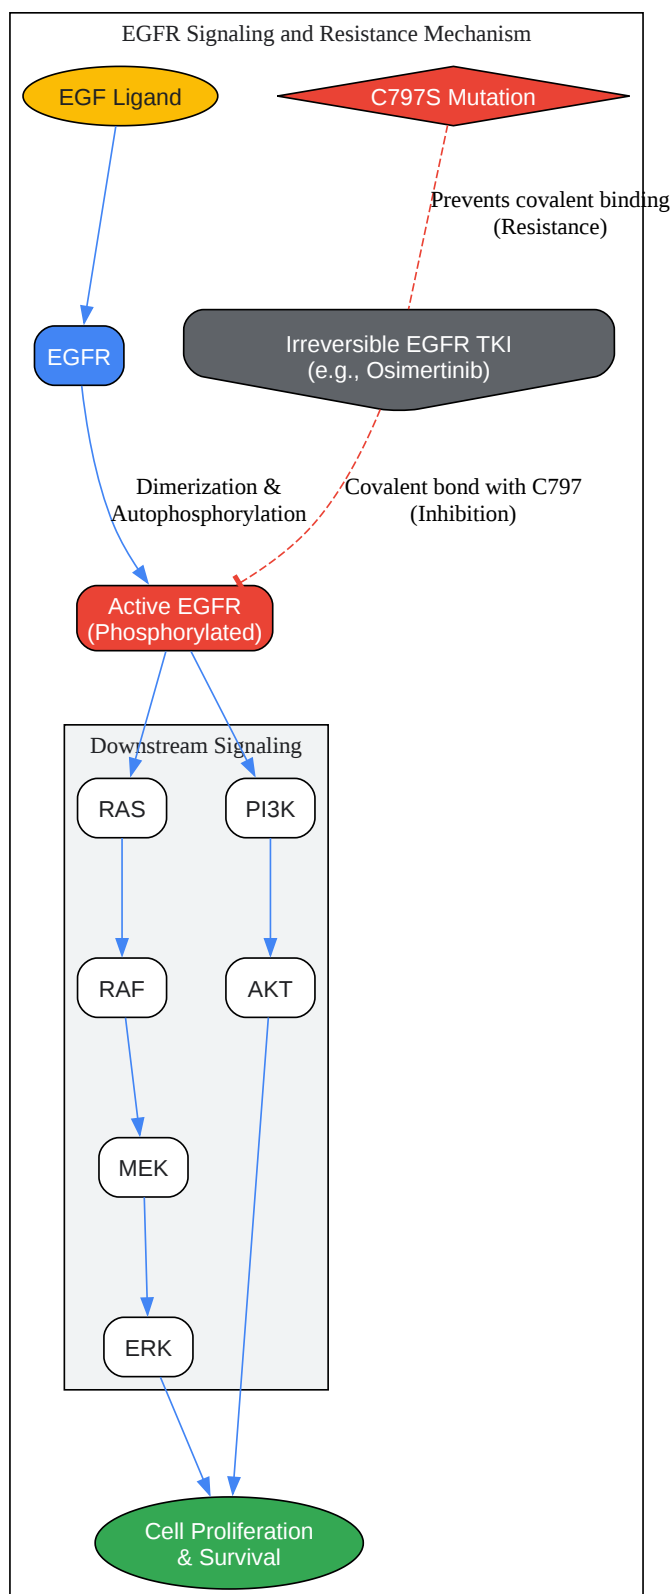 EGFR Signaling and Resistance Mechanism
EGF Ligand
C797S Mutation
Prevents covalent binding
(Resistance)
EGFR
Irreversible EGFR TKI
(e.g., Osimertinib)
Dimerization &
Autophosphorylation
Covalent bond with C797
(Inhibition)
Active EGFR
(Phosphorylated)
Downstream Signaling
RAS
PI3K
RAF
AKT
MEK
ERK
Cell Proliferation
& Survival